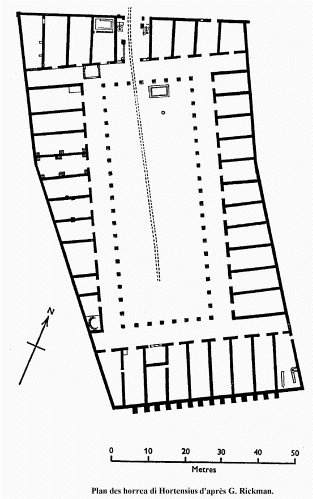 N
0 10 20 30 40 50
Metres
Plan des horrea di Hortensius d'après G. Rickman.